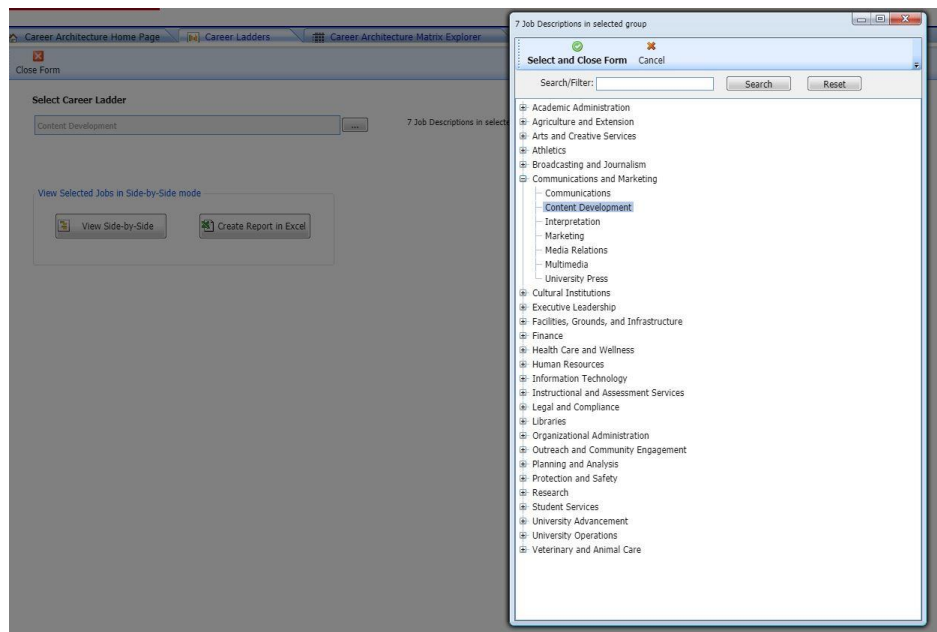 Career Architecture Home Page
Career Ladders
Career Architecture Matrix Explorer
Close Form
Select Career Ladder
Content Development
...
7 Job Descriptions in selecte
View Selected Jobs in Side-by-Side mode
View Side-by-Side
Create Report in Excel
7 Job Descriptions in selected group
Select and Close Form Cancel
Search/Filter: Search Reset
Academic Administration
Agriculture and Extension
Arts and Creative Services
Athletics
Broadcasting and Journalism
Communications and Marketing
Communications
Content Development
Interpretation
Marketing
Media Relations
Multimedia
University Press
Cultural Institutions
Executive Leadership
Facilities, Grounds, and Infrastructure
Finance
Health Care and Wellness
Human Resources
Information Technology
Instructional and Assessment Services
Legal and Compliance
Libraries
Organizational Administration
Outreach and Community Engagement
Planning and Analysis
Protection and Safety
Research
Student Services
University Advancement
University Operations
Veterinary and Animal Care